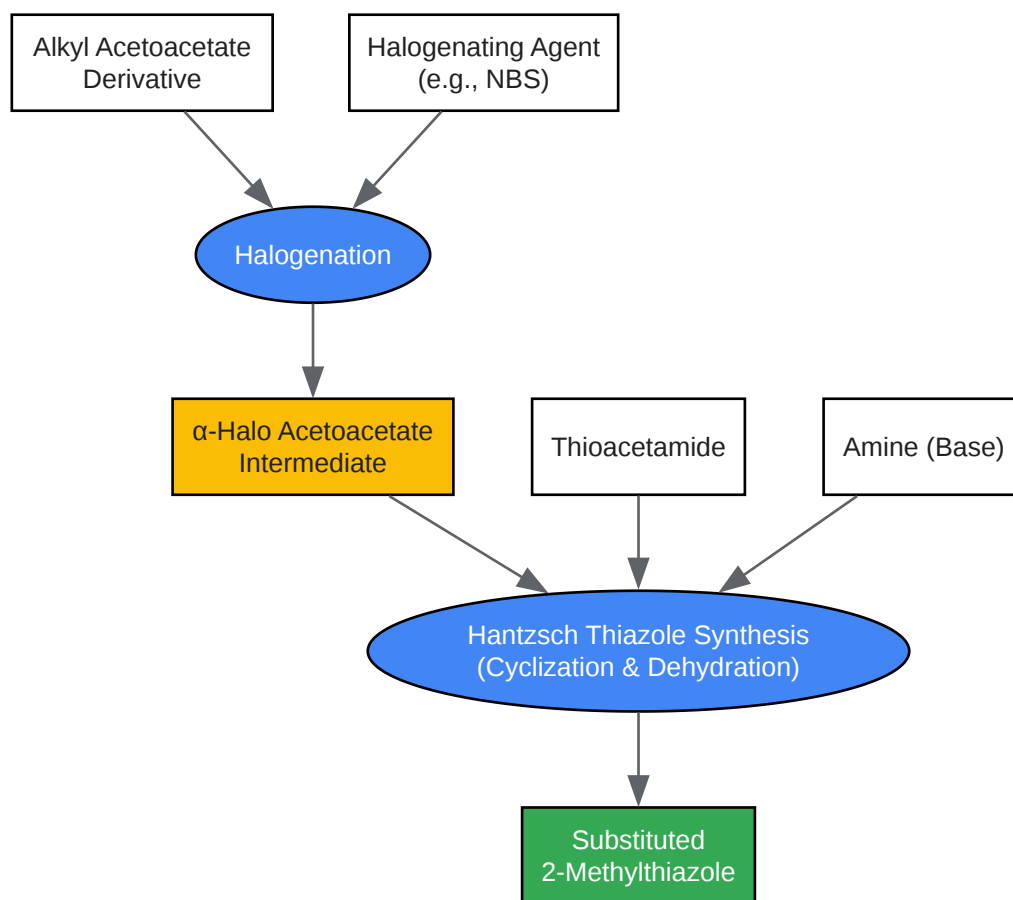 Alkyl Acetoacetate
Derivative
Halogenating Agent
(e.g., NBS)
Halogenation
α-Halo Acetoacetate
Intermediate
Thioacetamide
Amine (Base)
Hantzsch Thiazole Synthesis
(Cyclization & Dehydration)
Substituted
2-Methylthiazole